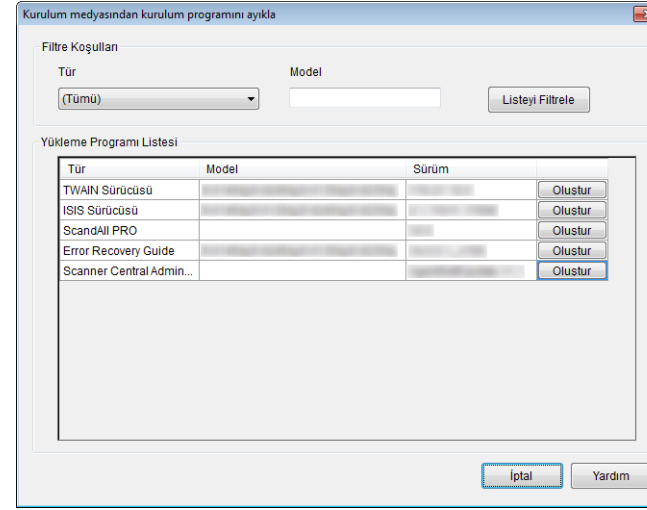 Kurulum medyasından kurulum programını ayıkla
Filtre Koşulları
Tür Model
(Tümü) Listeyi Filtrele
Yükleme Programı Listesi
Tür Model Sürüm
TWAIN Sürücüsü Oluştur
ISIS Sürücüsü Oluştur
ScandAll PRO Oluştur
Error Recovery Guide Oluştur
Scanner Central Admin... Oluştur
İptal Yardım